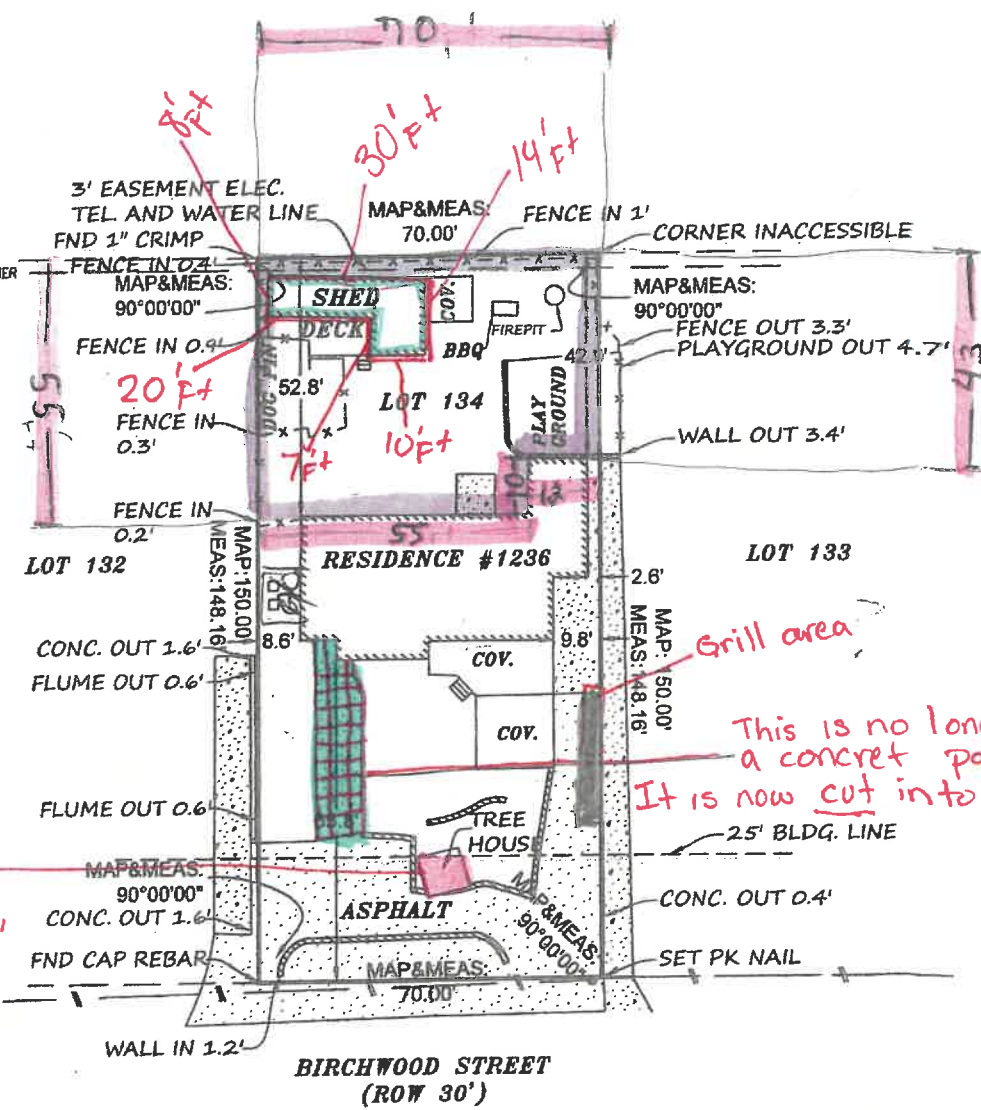 70'
8' Ft
30' Ft
14' Ft
3' EASEMENT ELEC.
TEL. AND WATER LINE
MAP&MEAS:
70.00'
FENCE IN 1'
FND 1" CRIMP
CORNER INACCESSIBLE
FENCE IN 0.4'
MAP&MEAS:
90°00'00"
SHED
COV.
MAP&MEAS:
90°00'00"
DECK
FIREPIT
FENCE OUT 3.3'
FENCE IN 0.9'
BBQ
PLAYGROUND OUT 4.7'
43
55
20' Ft
DOG PIN
52.8'
LOT 134
PLAY
GROUND
FENCE IN
0.3'
7' Ft
10' Ft
WALL OUT 3.4'
10
12
FENCE IN
0.2'
55
LOT 132
RESIDENCE #1236
LOT 133
MAP:150.00'
MEAS:148.16'
2.6'
MAP: 150.00'
MEAS:148.16'
CONC. OUT 1.6'
8.6'
9.8'
Grill area
COV.
FLUME OUT 0.6'
COV.
This is no lon
a concret pa
It is now cut into
FLUME OUT 0.6
TREE
HOUSE
25' BLDG. LINE
MAP&MEAS:
90°00'00"
CONC. OUT 1.6'
ASPHALT
MAP&MEAS:
90°00'00"
CONC. OUT 0.4'
FND CAP REBAR
MAP&MEAS:
70.00'
SET PK NAIL
WALL IN 1.2'
BIRCHWOOD STREET
(ROW 30')